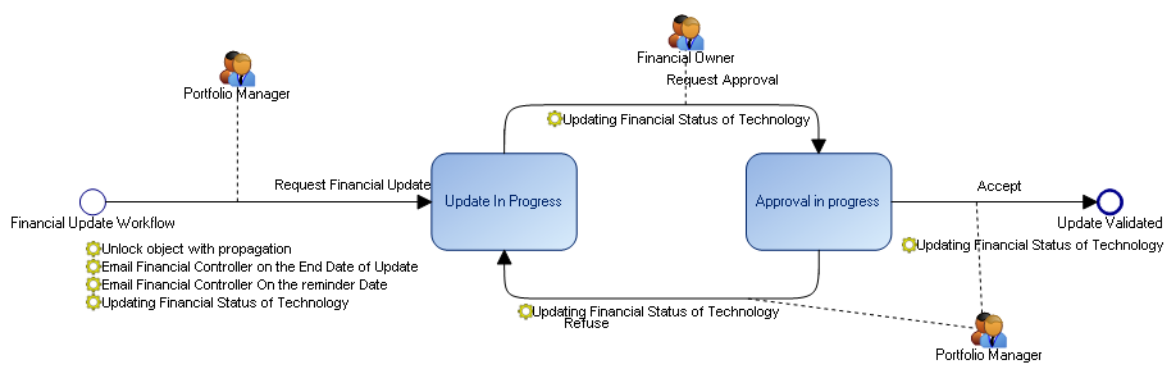 Financial Owner
Request Approval
Portfolio Manager
Updating Financial Status of Technology
Request Financial Update
Update In Progress
Approval in progress
Accept
Financial Update Workflow
Update Validated
Unlock object with propagation
Email Financial Controller on the End Date of Update
Email Financial Controller On the reminder Date
Updating Financial Status of Technology
Updating Financial Status of Technology
Updating Financial Status of Technology
Refuse
Portfolio Manager